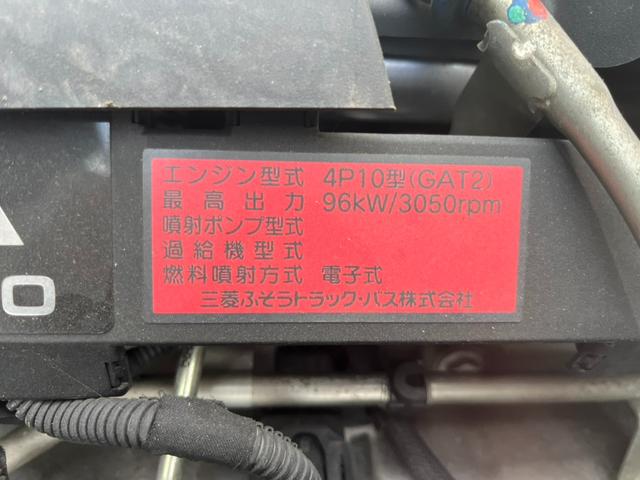 エンジン型式 4P10型(GAT2)
最高出力 96kW/3050rpm
噴射ポンプ型式
過給機型式
燃料噴射方式 電子式
三菱ふそうトラック・バス株式会社
O